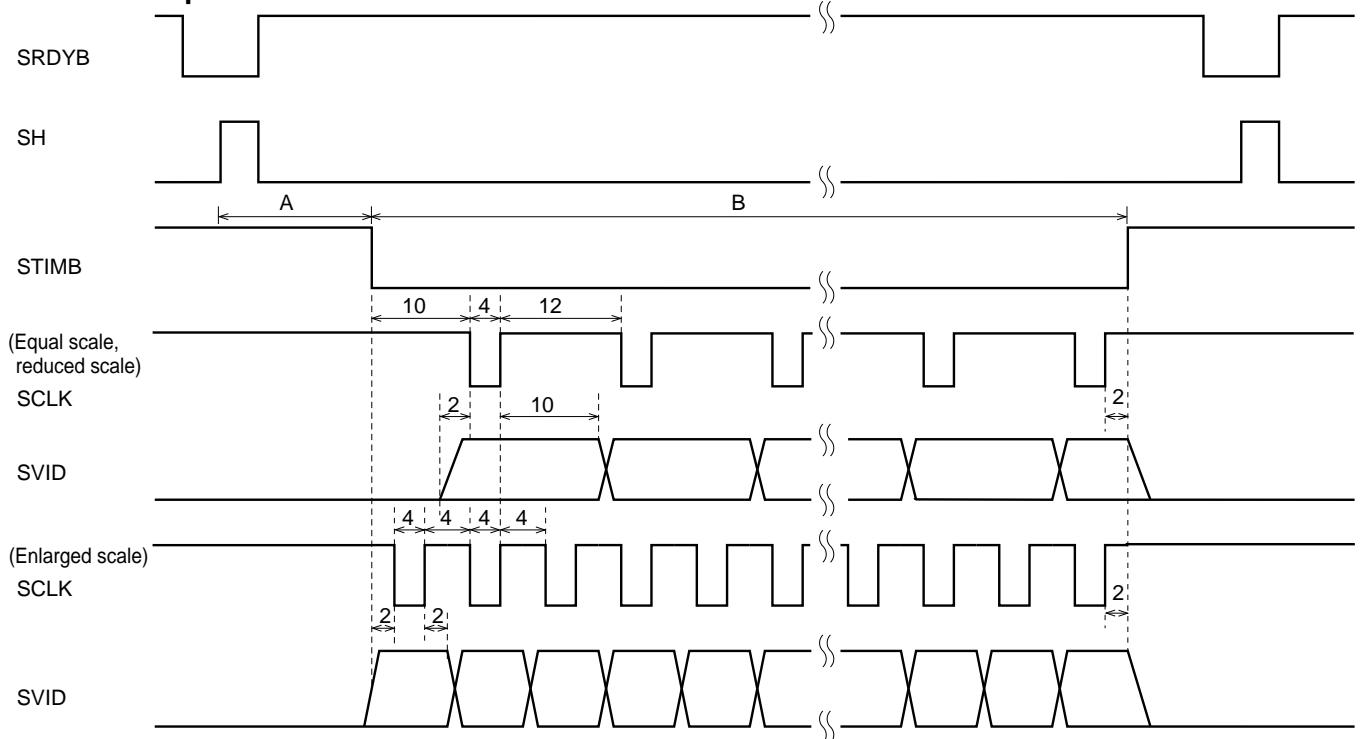 SRDYB
SH
A B
STIMB
10 4 12
(Equal scale,
reduced scale)
SCLK
2 10 2
SVID
4 4 4 4
(Enlarged scale)
SCLK
2 2 2
SVID